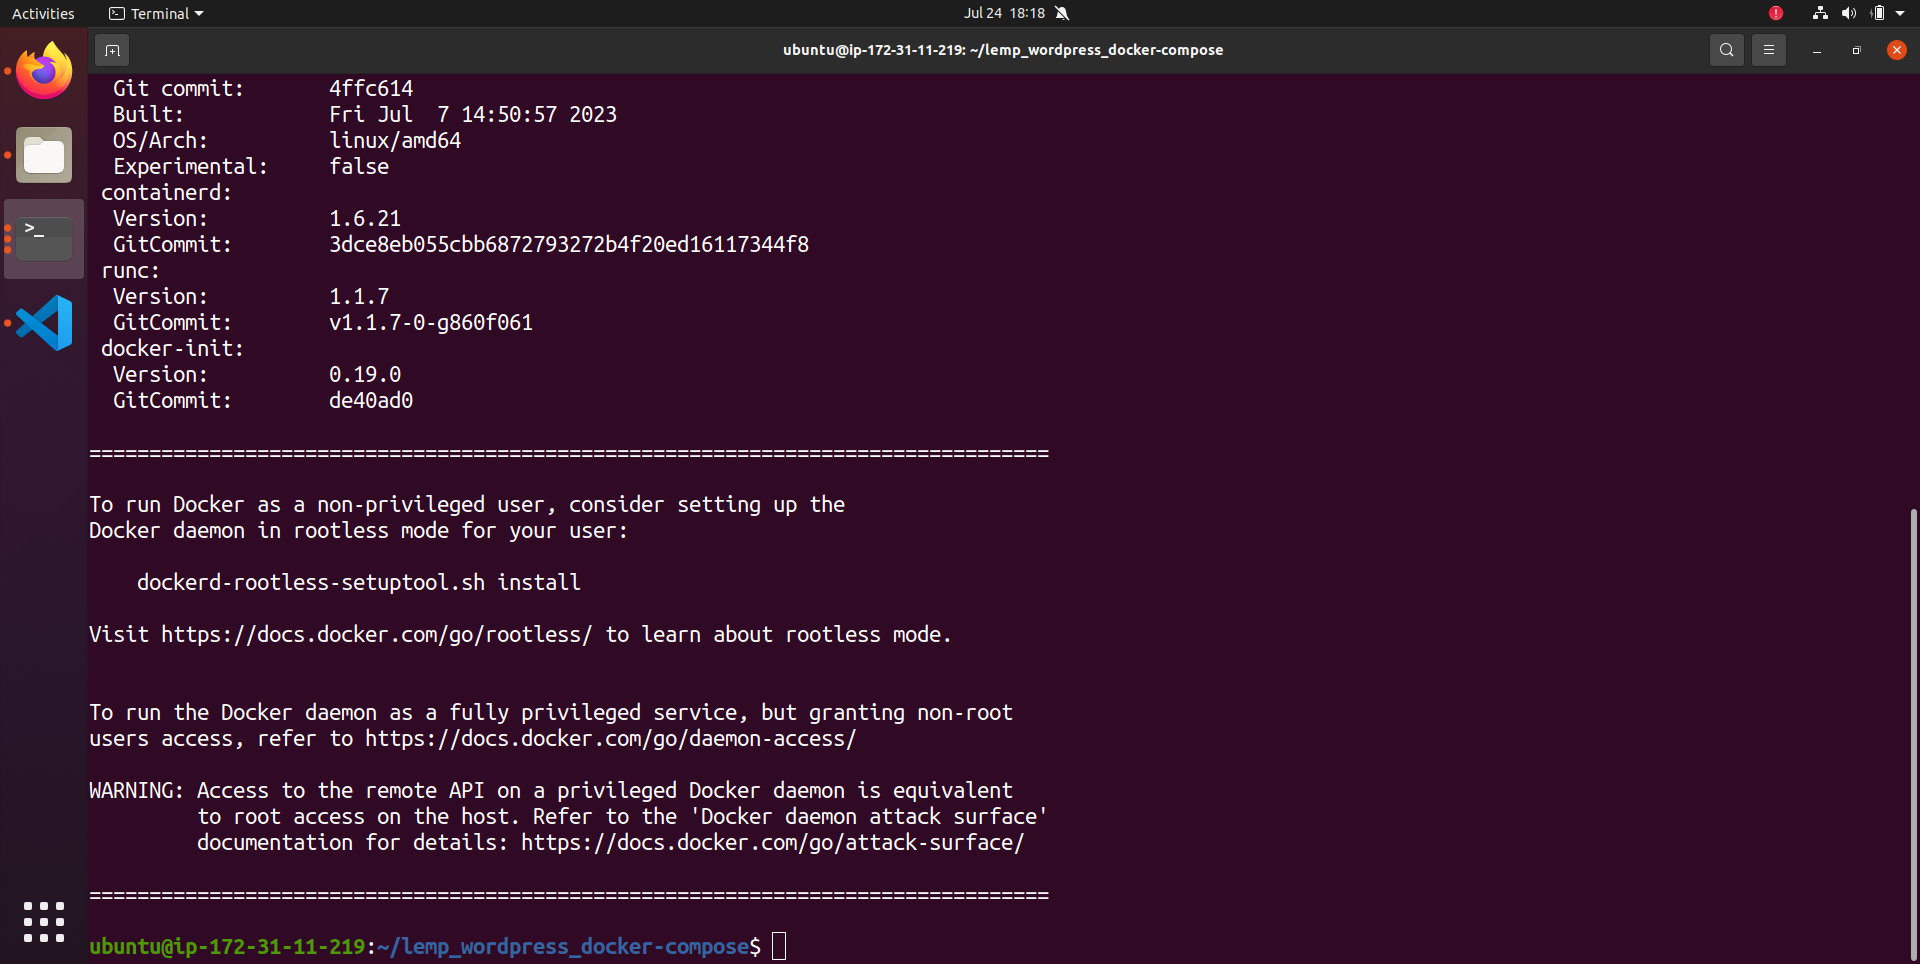 Activities
Terminal
Jul 24 18:18
ubuntu@ip-172-31-11-219: ~/lemp_wordpress_docker-compose
Git commit: 4ffc614
Built: Fri Jul 7 14:50:57 2023
OS/Arch: linux/amd64
Experimental: false
containerd:
Version: 1.6.21
GitCommit: 3dce8eb055cbb6872793272b4f20ed16117344f8
runc:
Version: 1.1.7
GitCommit: v1.1.7-0-g860f061
docker-init:
Version: 0.19.0
GitCommit: de40ad0
================================================================================
To run Docker as a non-privileged user, consider setting up the
Docker daemon in rootless mode for your user:
dockerd-rootless-setuptool.sh install
Visit https://docs.docker.com/go/rootless/ to learn about rootless mode.
To run the Docker daemon as a fully privileged service, but granting non-root
users access, refer to https://docs.docker.com/go/daemon-access/
WARNING: Access to the remote API on a privileged Docker daemon is equivalent
to root access on the host. Refer to the 'Docker daemon attack surface'
documentation for details: https://docs.docker.com/go/attack-surface/
================================================================================
ubuntu@ip-172-31-11-219:~/lemp_wordpress_docker-compose$